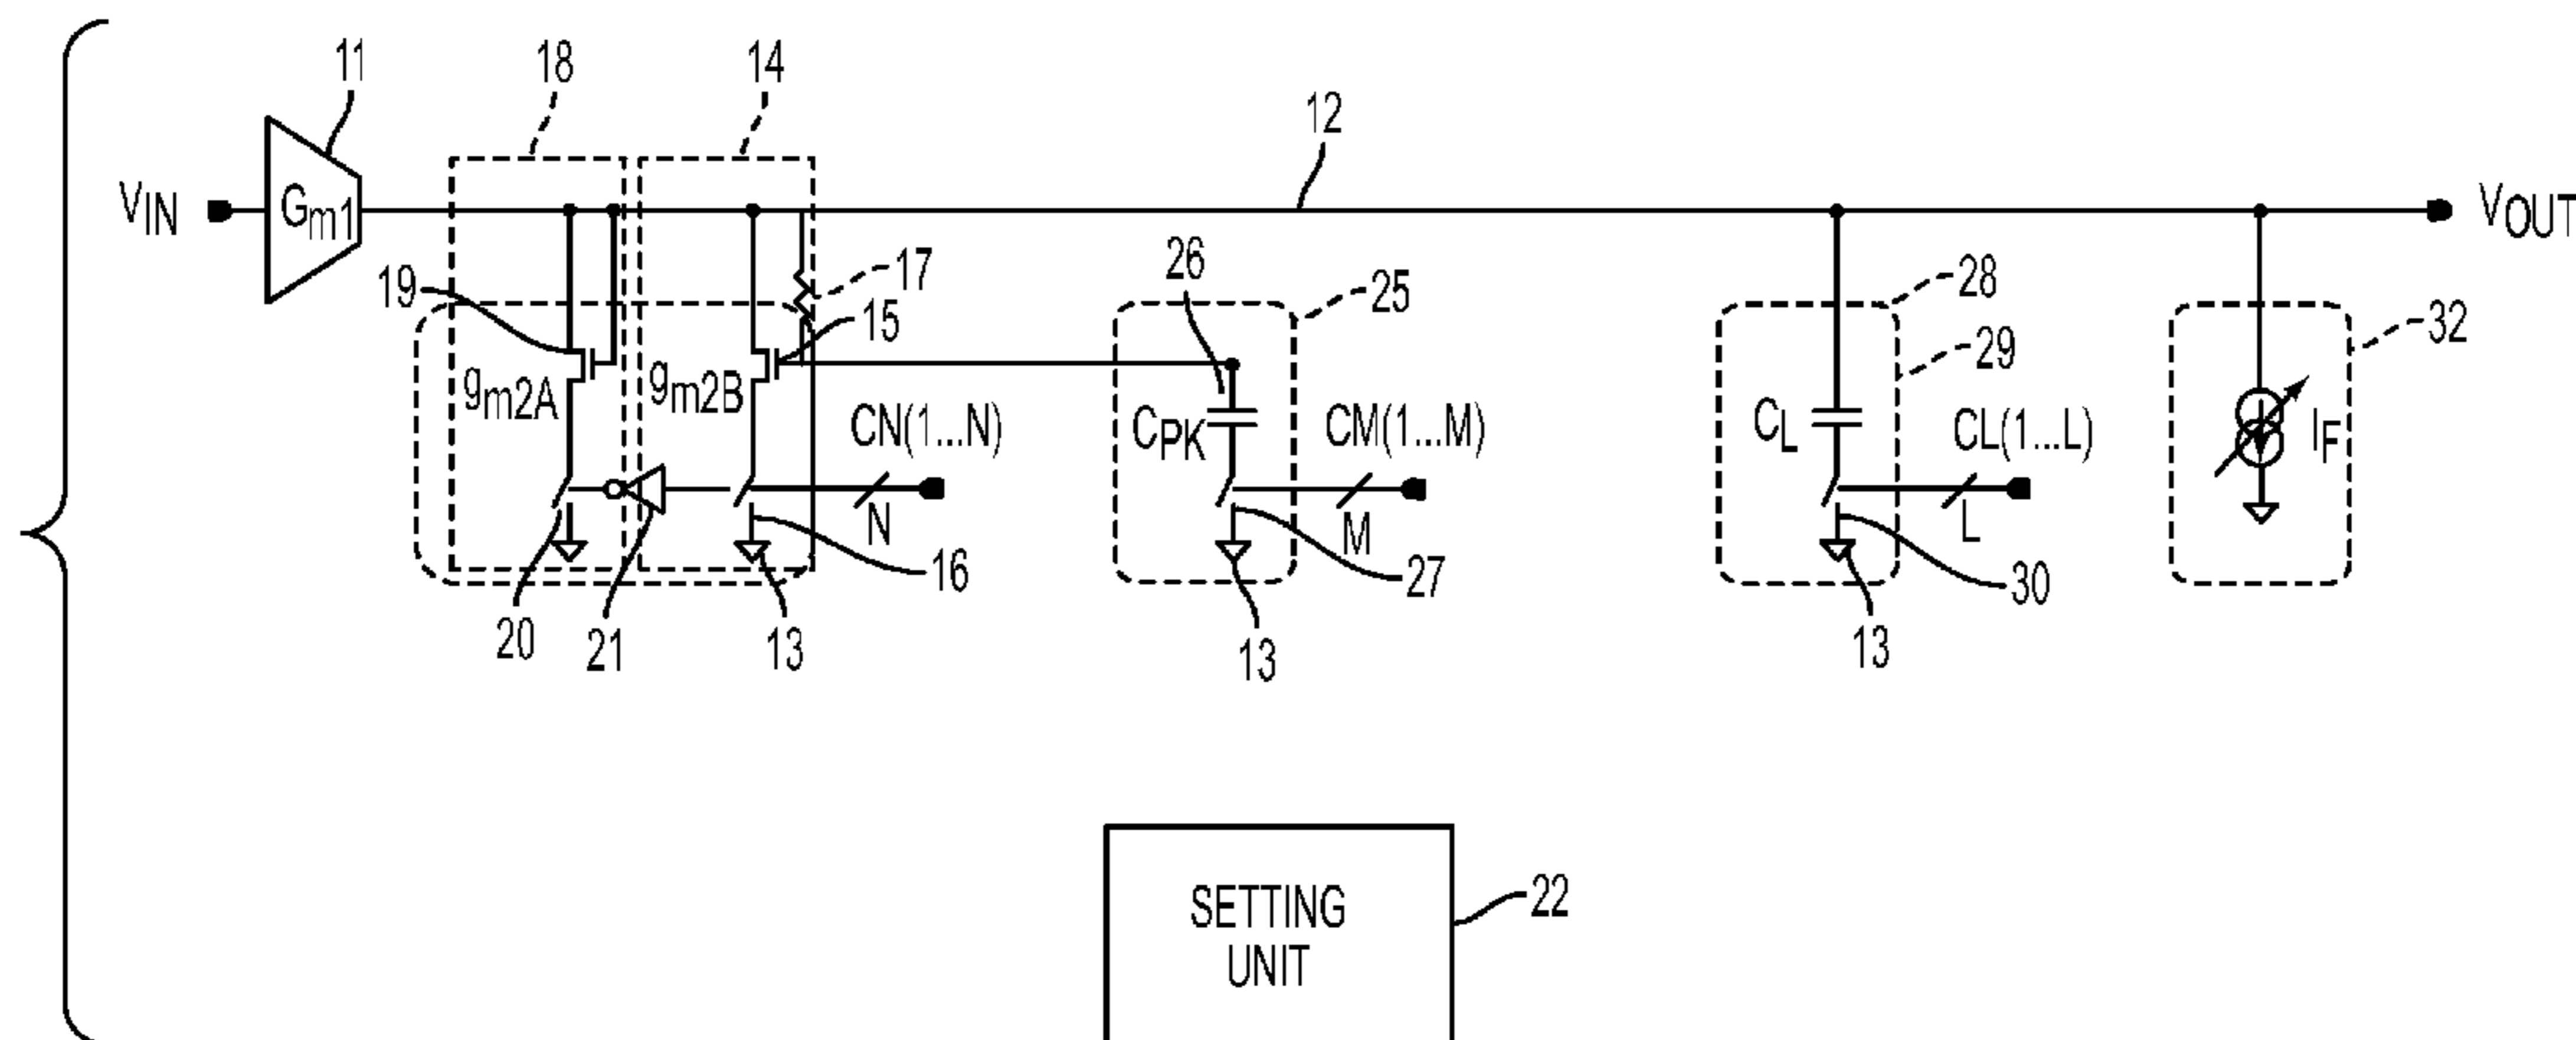 11
18
14
12
VIN
Gm1
VOUT
19
17
15
26
25
28
29
32
gm2A
gm2B
CN(1...N)
CPK
CM(1...M)
CL
CL(1...L)
IF
N
M
L
16
27
30
20
21
13
13
13
SETTING
UNIT
22